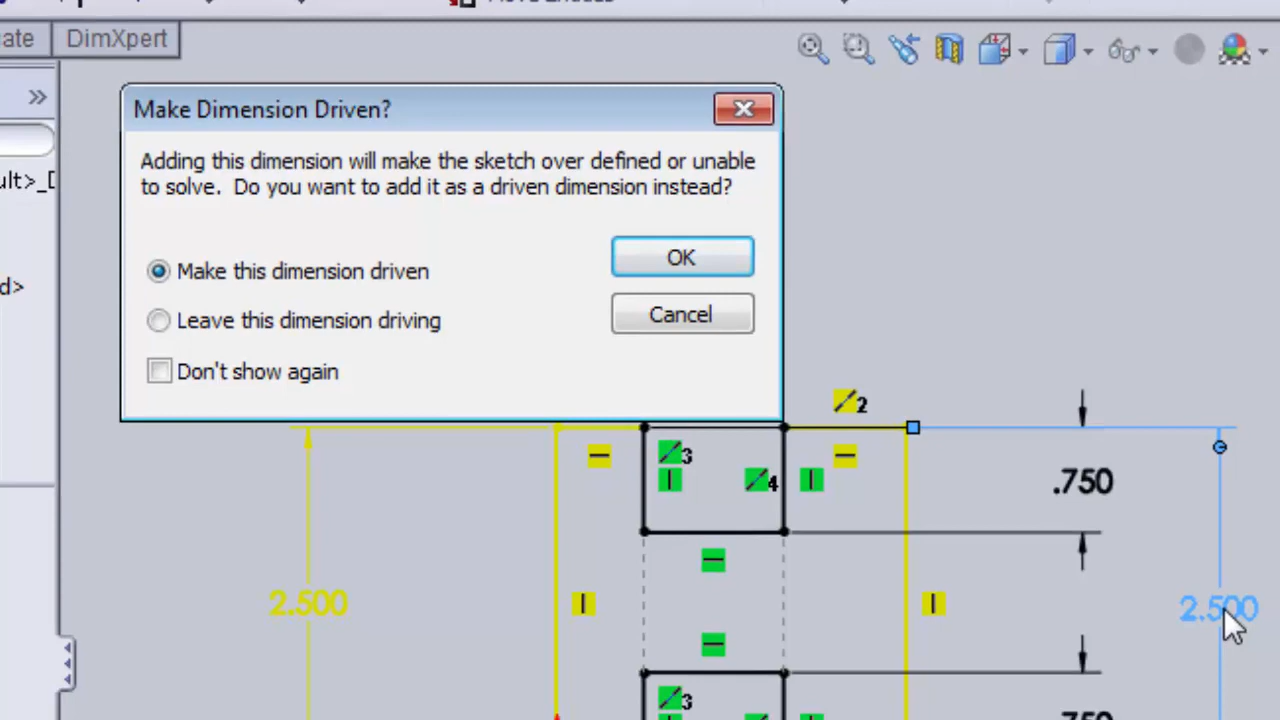 ate
DimXpert
Make Dimension Driven?
Adding this dimension will make the sketch over defined or unable
to solve. Do you want to add it as a driven dimension instead?
ult>_D
OK
Make this dimension driven
d>
Cancel
Leave this dimension driving
Don't show again
2
3
4
.750
2.500
2.500
3